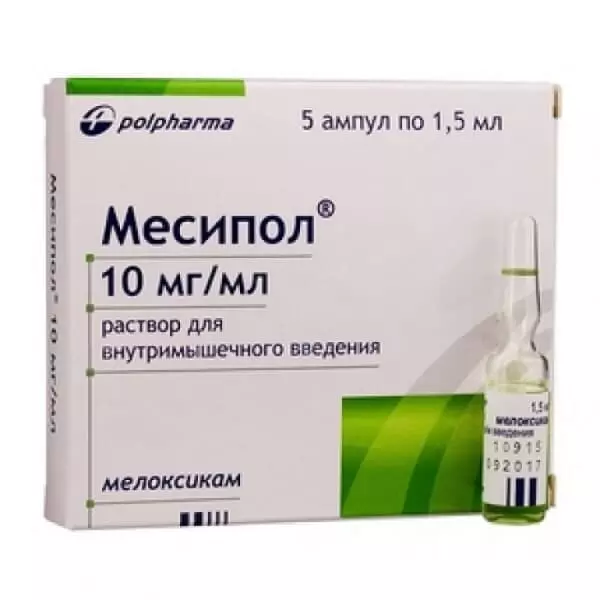 polpharma
5 ампул по 1,5 мл
Месипол®
10 мг/мл
раствор для
внутримышечного введения
мелоксикам
Месипол® 10 мг/мл
1,5
мелоксикам
введения
10915
092017